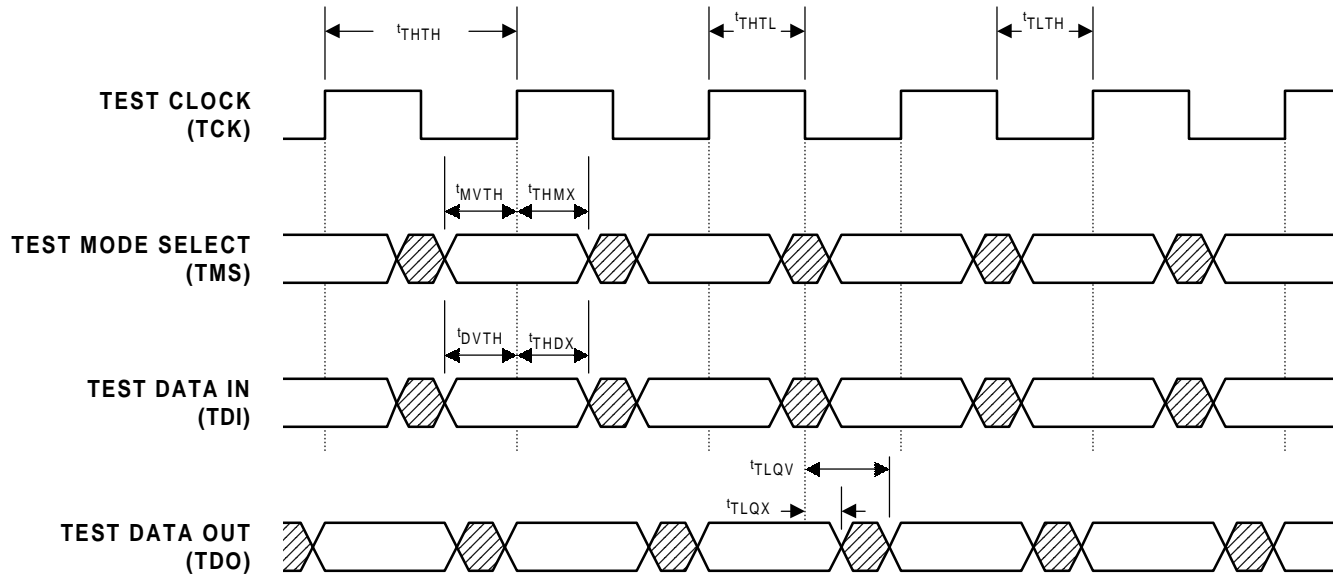 tTHTH
tTHTL
tTLTH
TEST CLOCK
(TCK)
tMVTH
tTHMX
TEST MODE SELECT
(TMS)
tDVTH
tTHDX
TEST DATA IN
(TDI)
tTLQV
tTLQX
TEST DATA OUT
(TDO)